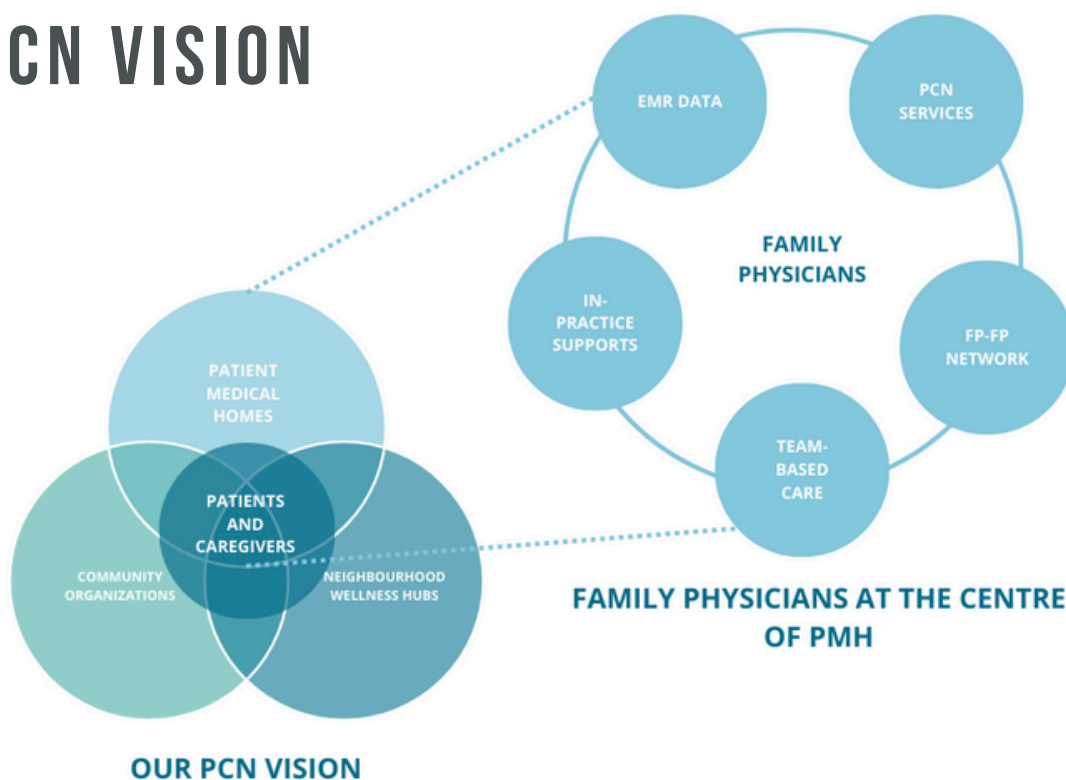 CN VISION
EMR DATA
PCN
SERVICES
FAMILY
PHYSICIANS
IN-
PRACTICE
SUPPORTS
FP-FP
NETWORK
TEAM-
BASED
CARE
PATIENT
MEDICAL
HOMES
PATIENTS
AND
CAREGIVERS
COMMUNITY
ORGANIZATIONS
NEIGHBOURHOOD
WELLNESS HUBS
FAMILY PHYSICIANS AT THE CENTRE
OF PMH
OUR PCN VISION